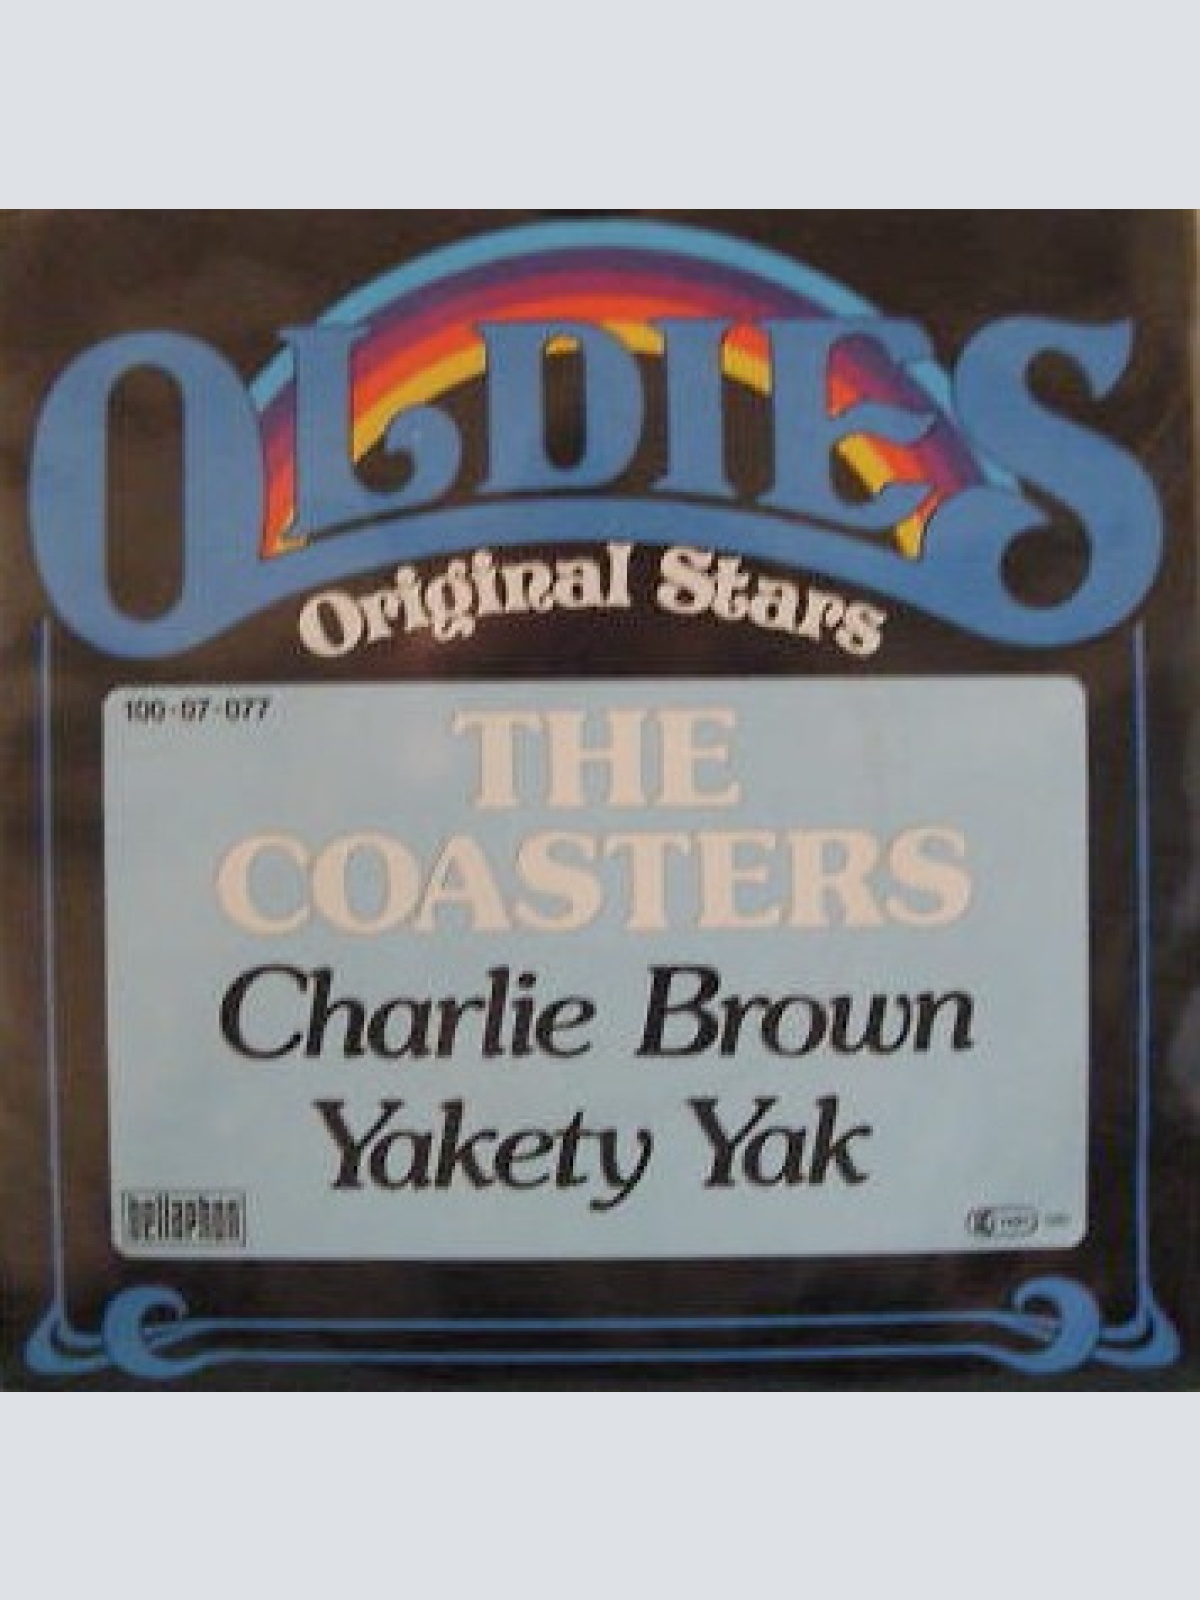 OLDIES
Original Stars
100·07·077
THE
COASTERS
Charlie Brown
Yakety Yak
bellaphon